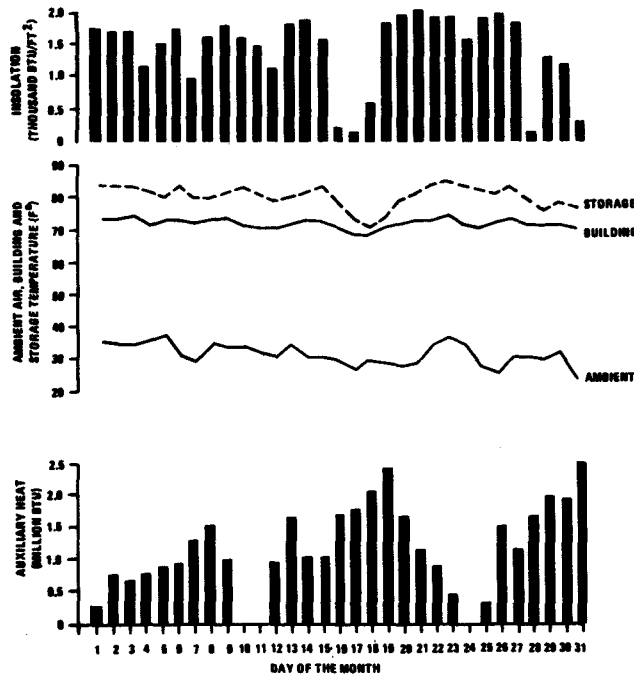 INSOLATION
(THOUSAND BTU/FT²)
2.0
1.5
1.0
0.5
0
AMBIENT AIR, BUILDING AND
STORAGE TEMPERATURE (F°)
90
80
70
60
50
40
30
20
STORAGE
BUILDING
AMBIENT
AUXILIARY HEAT
(MILLION BTU)
2.5
2.0
1.5
1.0
0.5
0
1 2 3 4 5 6 7 8 9 10 11 12 13 14 15 16 17 18 19 20 21 22 23 24 25 26 27 28 29 30 31
DAY OF THE MONTH